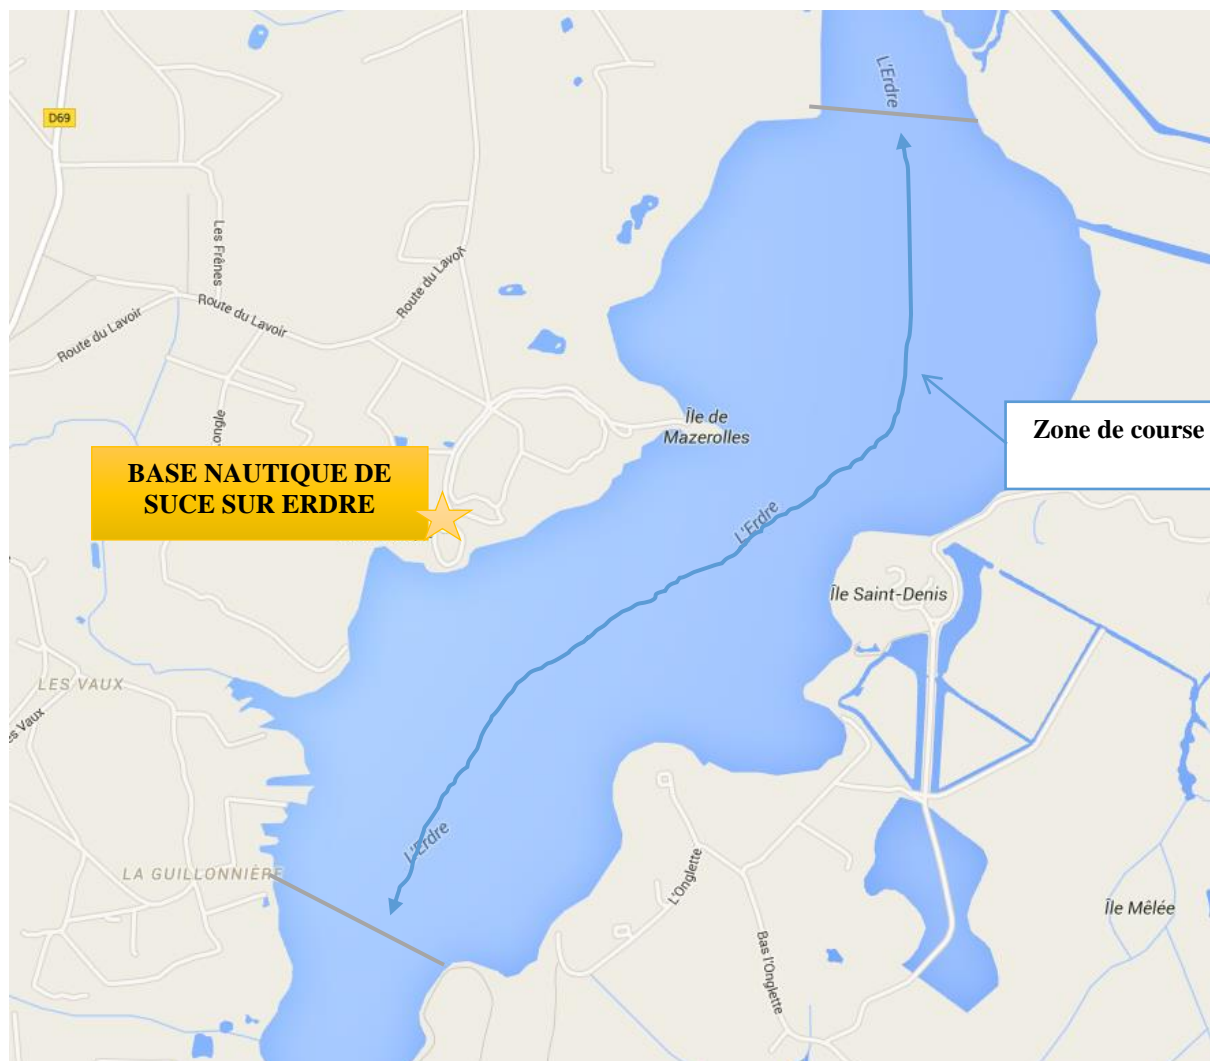 L'Erdre
D69
Les Frênes
Route du Lavoir
Route du Lavoir
Route du Lavoir
Île de
Mazerolles
Zone de course
BASE NAUTIQUE DE
SUCE SUR ERDRE
L'Erdre
Île Saint-Denis
LES VAUX
es Vaux
L'Erdre
LA GUILLONNIÈRE
L'Onglette
Bas l'Onglette
Île Mêlée